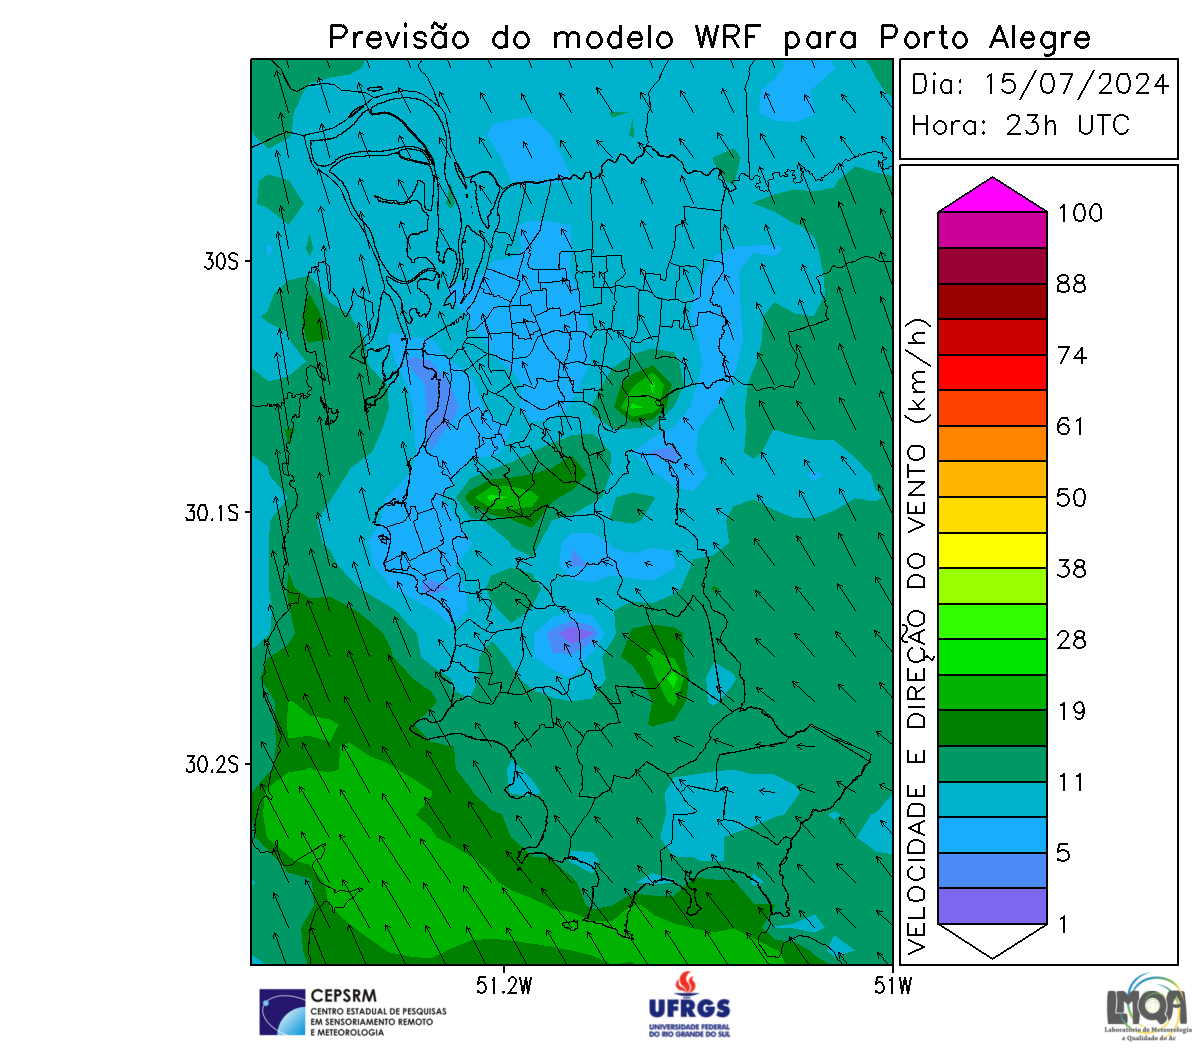 Previsão do modelo WRF para Porto Alegre
Dia: 15/07/2024
Hora: 23h UTC
30S
30.1S
30.2S
51.2W
51W
VELOCIDADE E DIREÇÃO DO VENTO (km/h)
100
88
74
61
50
38
28
19
11
5
1
CEPSRM
CENTRO ESTADUAL DE PESQUISAS
EM SENSORIAMENTO REMOTO
E METEOROLOGIA
UFRGS
UNIVERSIDADE FEDERAL
DO RIO GRANDE DO SUL
LMQA
Laboratório de Meteorologia
e Qualidade do Ar